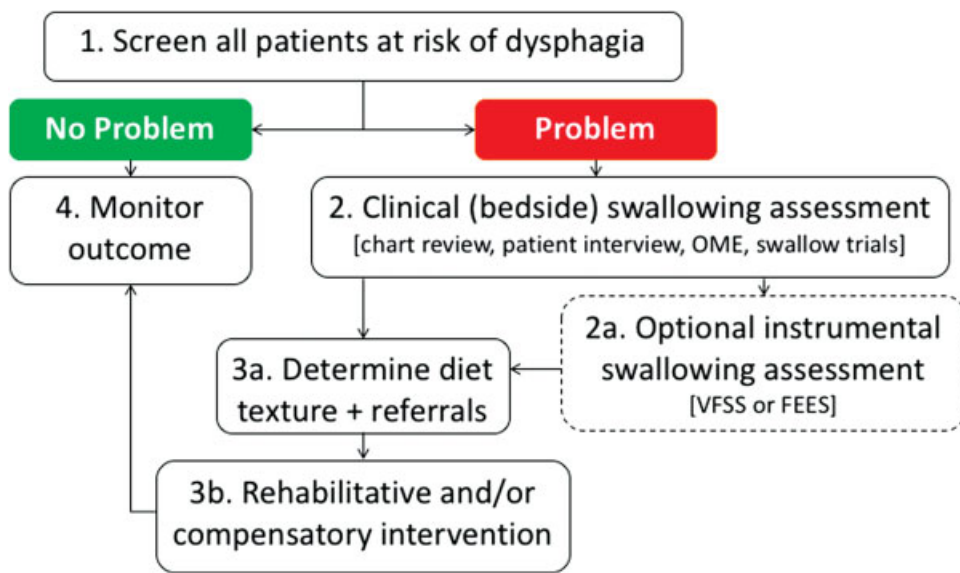 1. Screen all patients at risk of dysphagia
No Problem
Problem
4. Monitor
outcome
2. Clinical (bedside) swallowing assessment
[chart review, patient interview, OME, swallow trials]
2a. Optional instrumental
swallowing assessment
[VFSS or FEES]
3a. Determine diet
texture + referrals
3b. Rehabilitative and/or
compensatory intervention